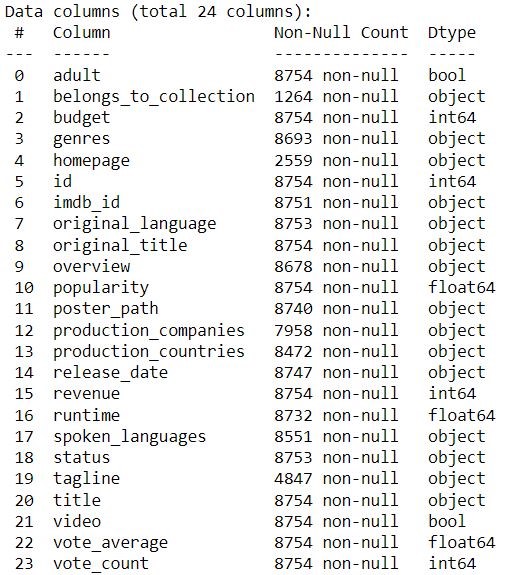 Data columns (total 24 columns):
 #   Column                 Non-Null Count  Dtype
---  ------                 --------------  -----
 0   adult                  8754 non-null   bool
 1   belongs_to_collection  1264 non-null   object
 2   budget                 8754 non-null   int64
 3   genres                 8693 non-null   object
 4   homepage               2559 non-null   object
 5   id                     8754 non-null   int64
 6   imdb_id                8751 non-null   object
 7   original_language      8753 non-null   object
 8   original_title         8754 non-null   object
 9   overview               8678 non-null   object
 10  popularity             8754 non-null   float64
 11  poster_path            8740 non-null   object
 12  production_companies   7958 non-null   object
 13  production_countries   8472 non-null   object
 14  release_date           8747 non-null   object
 15  revenue                8754 non-null   int64
 16  runtime                8732 non-null   float64
 17  spoken_languages       8551 non-null   object
 18  status                 8753 non-null   object
 19  tagline                4847 non-null   object
 20  title                  8754 non-null   object
 21  video                  8754 non-null   bool
 22  vote_average           8754 non-null   float64
 23  vote_count             8754 non-null   int64